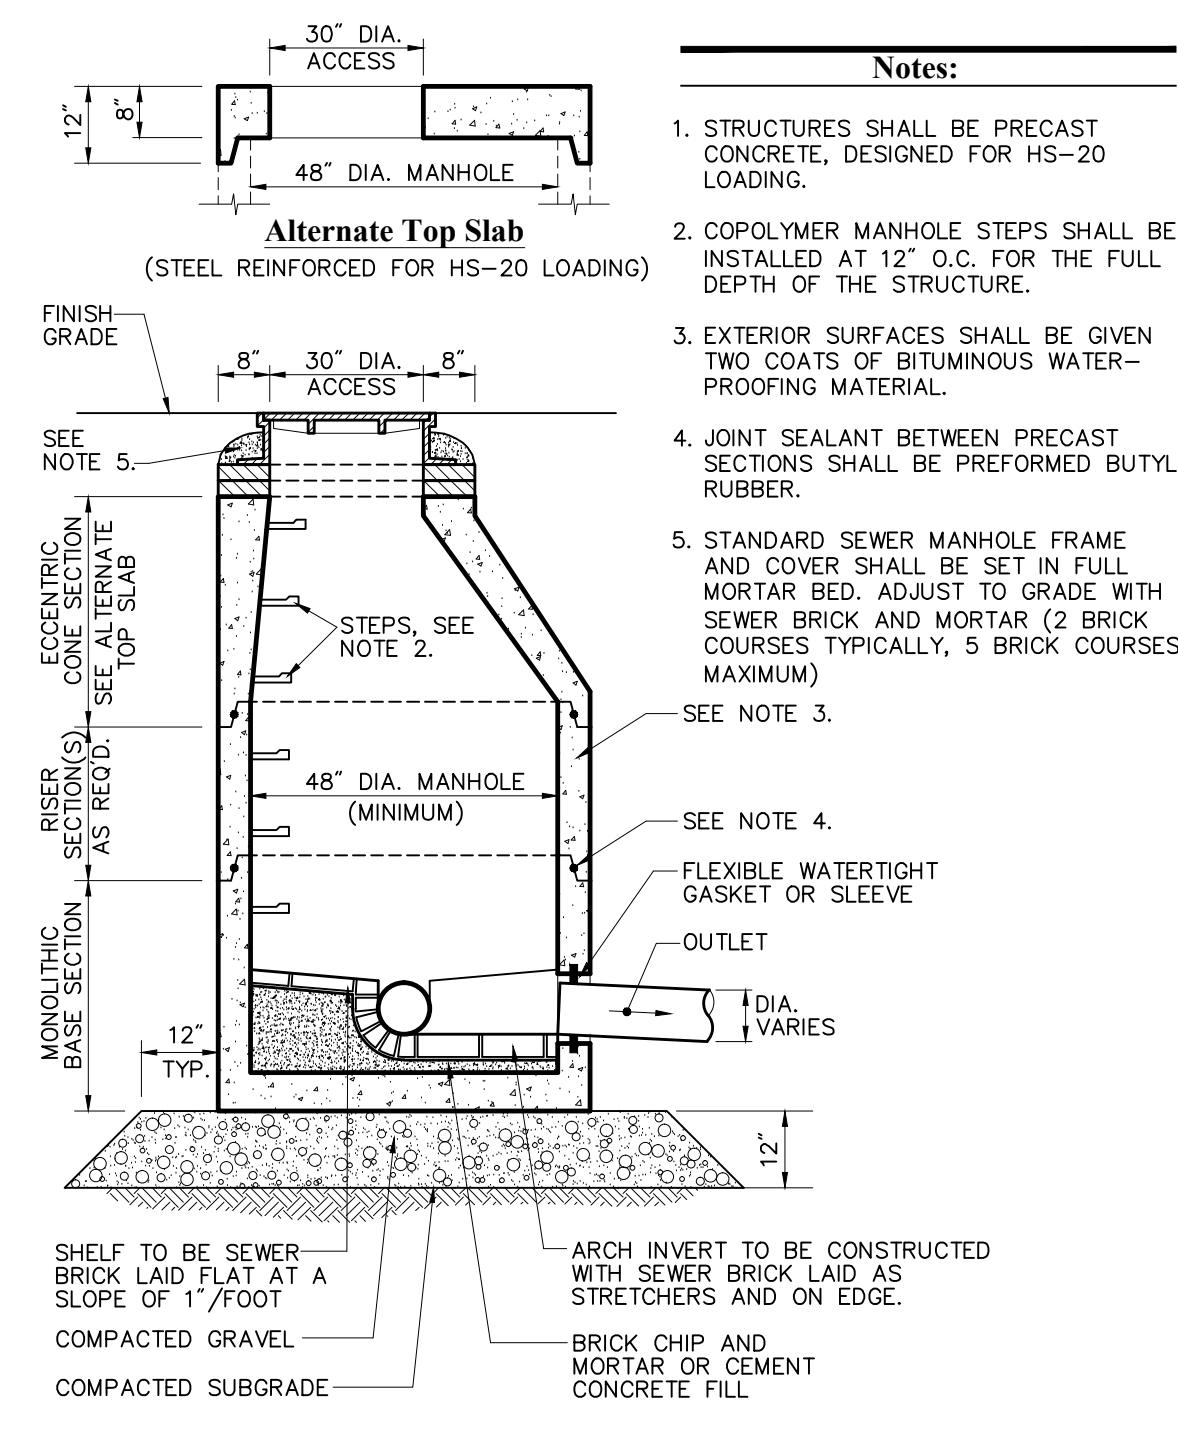 30" DIA.
ACCESS
12"
8"
48" DIA. MANHOLE
Alternate Top Slab
(STEEL REINFORCED FOR HS-20 LOADING)
FINISH
GRADE
8"
30" DIA.
ACCESS
8"
SEE
NOTE 5.
ECCENTRIC
CONE SECTION
SEE ALTERNATE
TOP SLAB
STEPS, SEE
NOTE 2.
RISER
SECTION(S)
AS REQ'D.
48" DIA. MANHOLE
(MINIMUM)
SEE NOTE 3.
SEE NOTE 4.
FLEXIBLE WATERTIGHT
GASKET OR SLEEVE
OUTLET
MONOLITHIC
BASE SECTION
DIA.
VARIES
12"
TYP.
12"
SHELF TO BE SEWER
BRICK LAID FLAT AT A
SLOPE OF 1"/FOOT
COMPACTED GRAVEL
COMPACTED SUBGRADE
ARCH INVERT TO BE CONSTRUCTED
WITH SEWER BRICK LAID AS
STRETCHERS AND ON EDGE.
BRICK CHIP AND
MORTAR OR CEMENT
CONCRETE FILL
Notes:
1. STRUCTURES SHALL BE PRECAST
CONCRETE, DESIGNED FOR HS-20
LOADING.
2. COPOLYMER MANHOLE STEPS SHALL BE
INSTALLED AT 12" O.C. FOR THE FULL
DEPTH OF THE STRUCTURE.
3. EXTERIOR SURFACES SHALL BE GIVEN
TWO COATS OF BITUMINOUS WATER-
PROOFING MATERIAL.
4. JOINT SEALANT BETWEEN PRECAST
SECTIONS SHALL BE PREFORMED BUTYL
RUBBER.
5. STANDARD SEWER MANHOLE FRAME
AND COVER SHALL BE SET IN FULL
MORTAR BED. ADJUST TO GRADE WITH
SEWER BRICK AND MORTAR (2 BRICK
COURSES TYPICALLY, 5 BRICK COURSES
MAXIMUM)